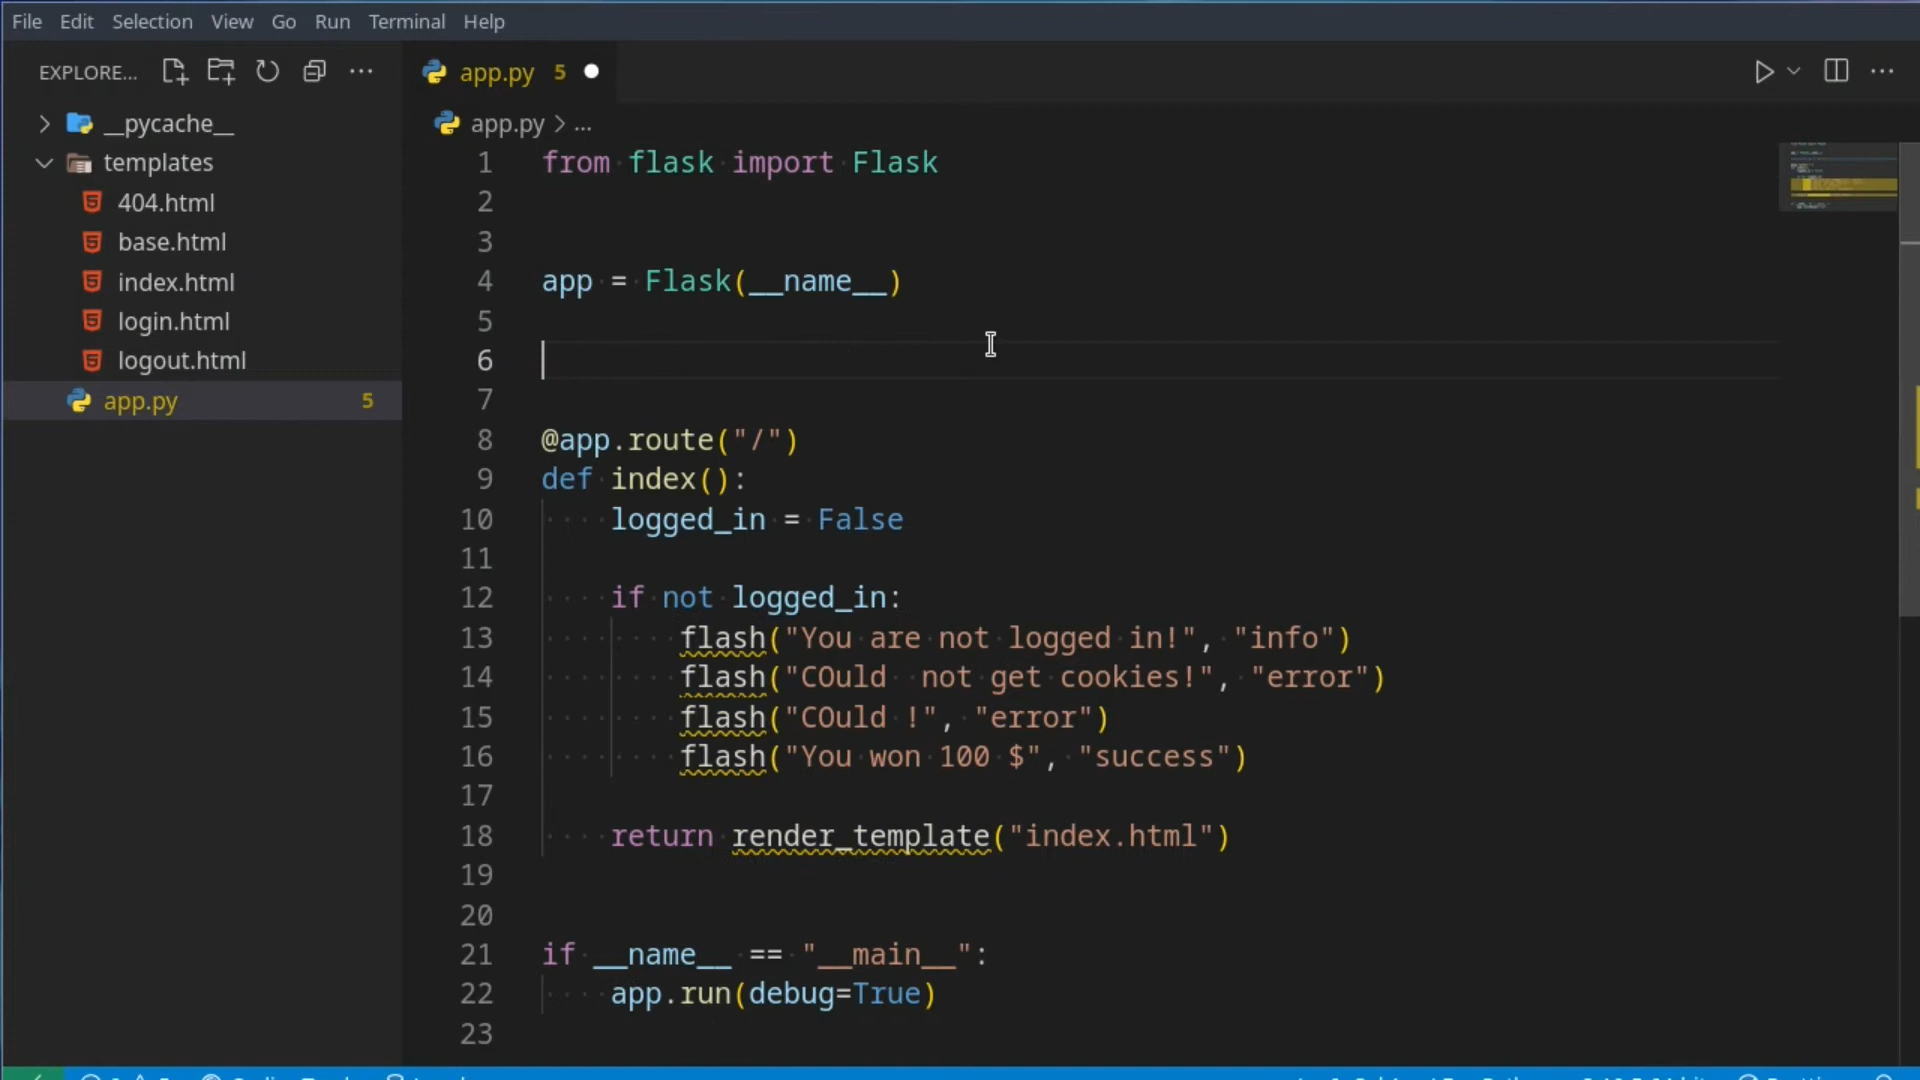 File Edit Selection View Go Run Terminal Help
EXPLORE...
app.py 5
__pycache__
app.py > ...
templates
404.html
base.html
index.html
login.html
logout.html
app.py 5
1 from flask import Flask
2
3
4 app = Flask(__name__)
5
6
7
8 @app.route("/")
9 def index():
10 logged_in = False
11
12 if not logged_in:
13 flash("You are not logged in!", "info")
14 flash("COuld  not get cookies!", "error")
15 flash("COuld !", "error")
16 flash("You won 100 $", "success")
17
18 return render_template("index.html")
19
20
21 if __name__ == "__main__":
22 app.run(debug=True)
23